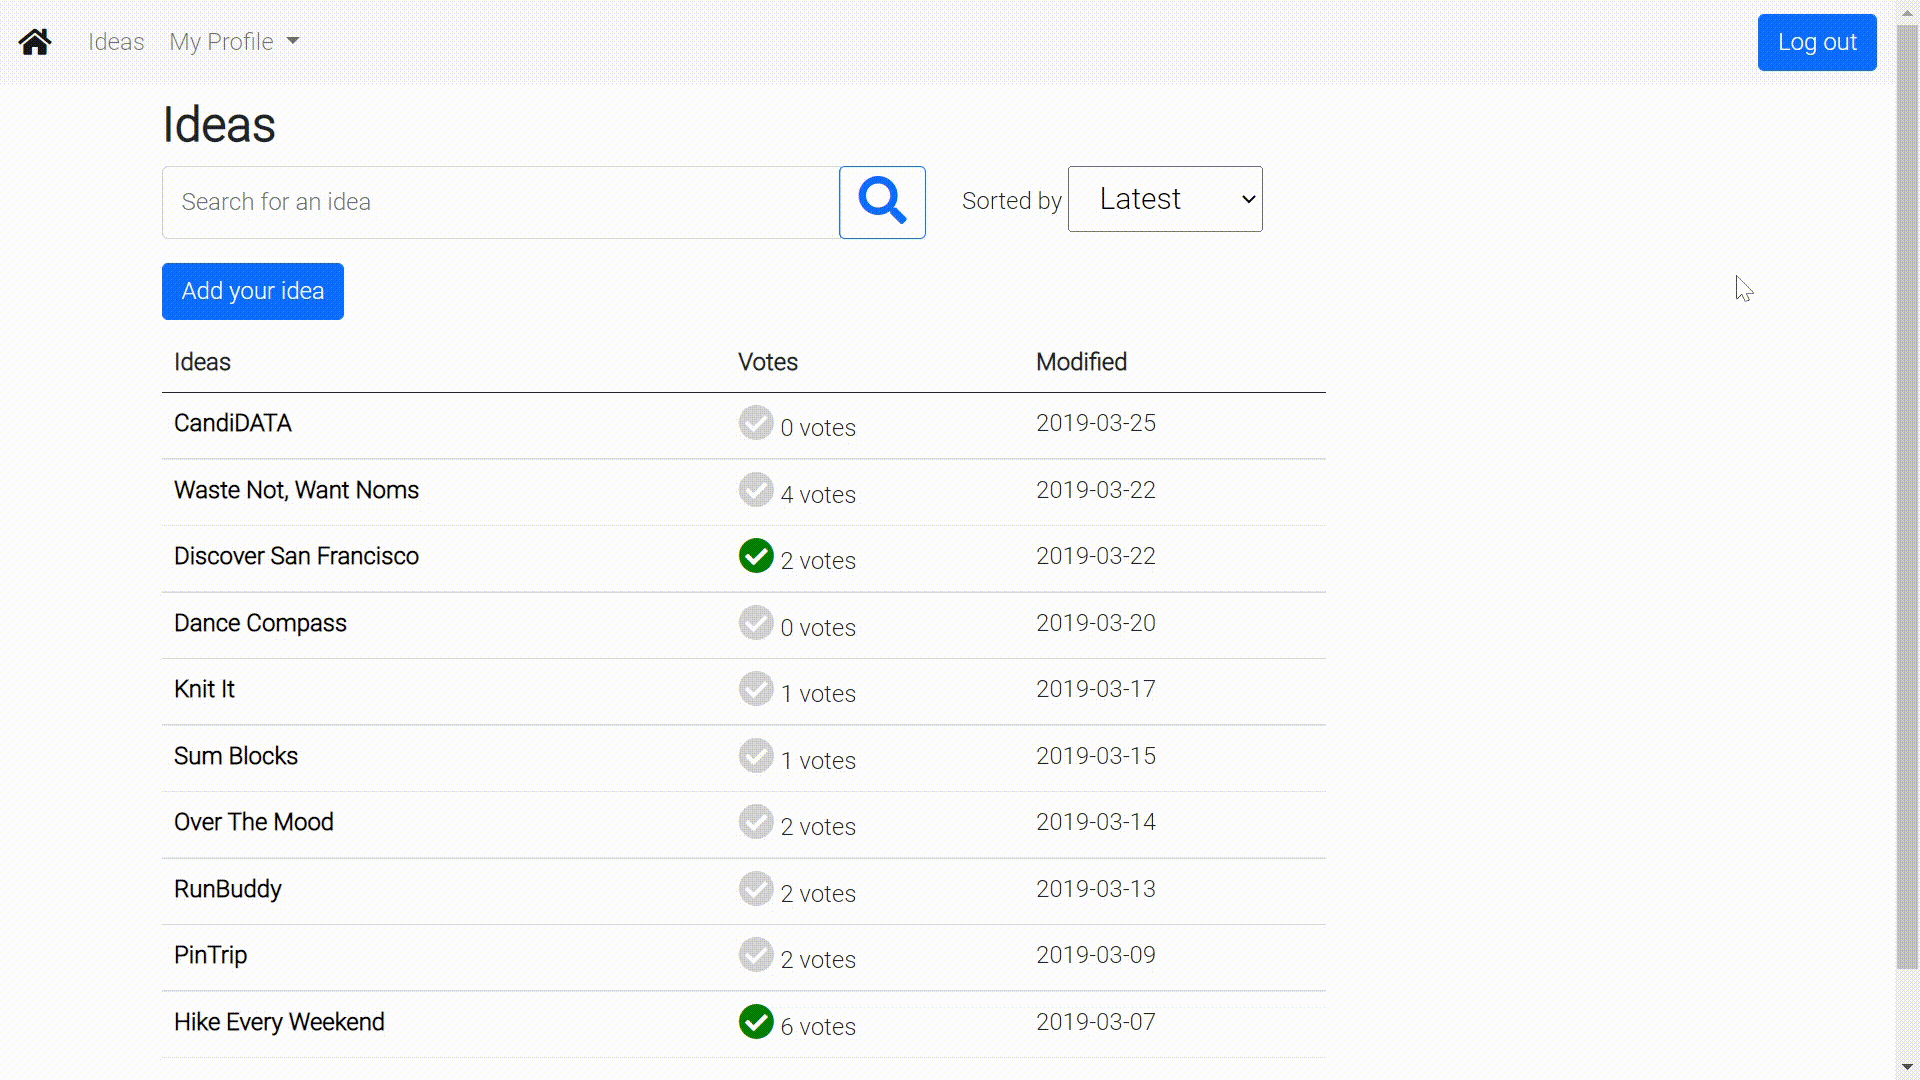 Ideas My Profile Log out
Ideas
Search for an idea Sorted by Latest
Add your idea
Ideas Votes Modified
CandiDATA 0 votes 2019-03-25
Waste Not, Want Noms 4 votes 2019-03-22
Discover San Francisco 2 votes 2019-03-22
Dance Compass 0 votes 2019-03-20
Knit It 1 votes 2019-03-17
Sum Blocks 1 votes 2019-03-15
Over The Mood 2 votes 2019-03-14
RunBuddy 2 votes 2019-03-13
PinTrip 2 votes 2019-03-09
Hike Every Weekend 6 votes 2019-03-07